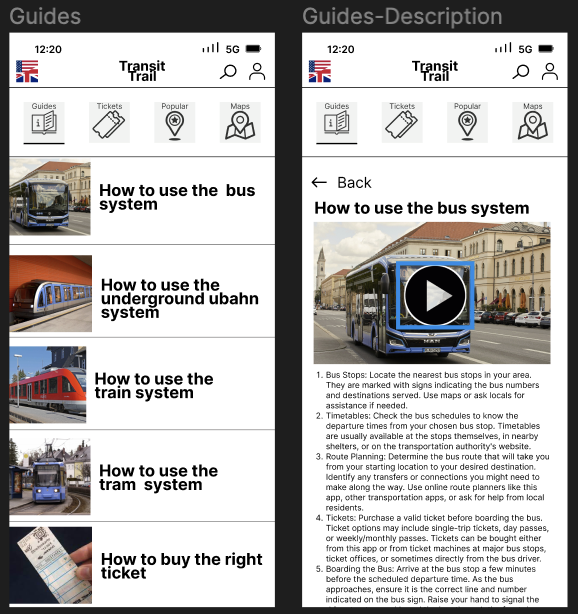 Guides
12:20
5G
Transit
Trail
Guides
Tickets
Popular
Maps
How to use the  bus
system
How to use the
underground ubahn
system
How to use the
train system
How to use the
tram  system
How to buy the right
ticket
Guides-Description
12:20
5G
Transit
Trail
Guides
Tickets
Popular
Maps
← Back
How to use the bus system
MAN
1. Bus Stops: Locate the nearest bus stops in your area.
They are marked with signs indicating the bus numbers
and destinations served. Use maps or ask locals for
assistance if needed.
2. Timetables: Check the bus schedules to know the
departure times from your chosen bus stop. Timetables
are usually available at the stops themselves, in nearby
shelters, or on the transportation authority's website.
3. Route Planning: Determine the bus route that will take you
from your starting location to your desired destination.
Identify any transfers or connections you might need to
make along the way. Use online route planners like this
app, other transportation apps, or ask for help from local
residents.
4. Tickets: Purchase a valid ticket before boarding the bus.
Ticket options may include single-trip tickets, day passes,
or weekly/monthly passes. Tickets can be bought either
from this app or from ticket machines at major bus stops,
ticket offices, or sometimes directly from the bus driver.
5. Boarding the Bus: Arrive at the bus stop a few minutes
before the scheduled departure time. As the bus
approaches, ensure it is the correct line and number
indicated on the bus sign. Raise your hand to signal the